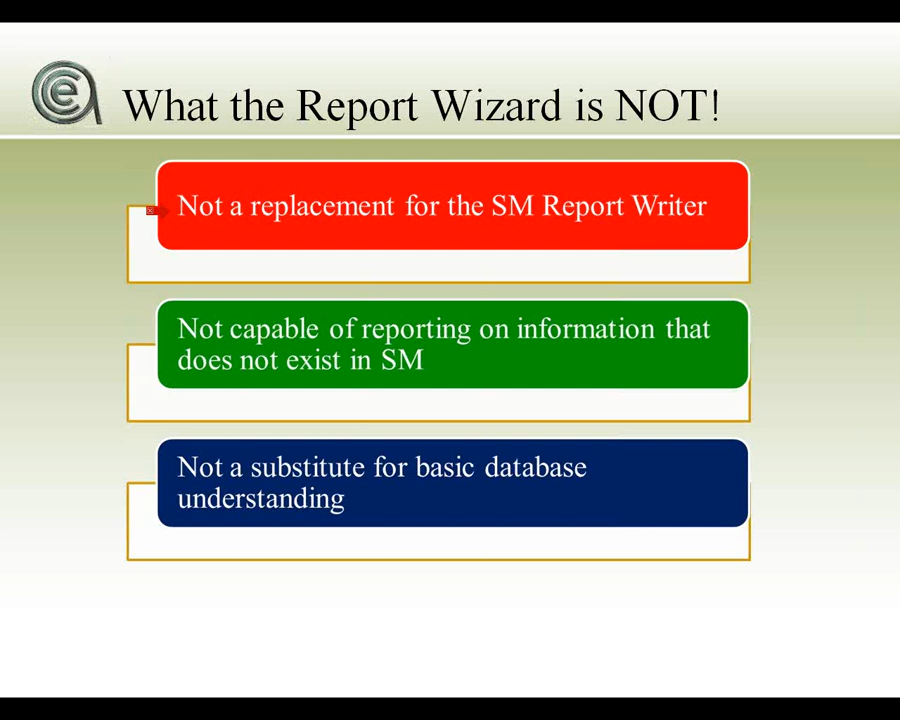 What the Report Wizard is NOT!
Not a replacement for the SM Report Writer
Not capable of reporting on information that
does not exist in SM
Not a substitute for basic database
understanding